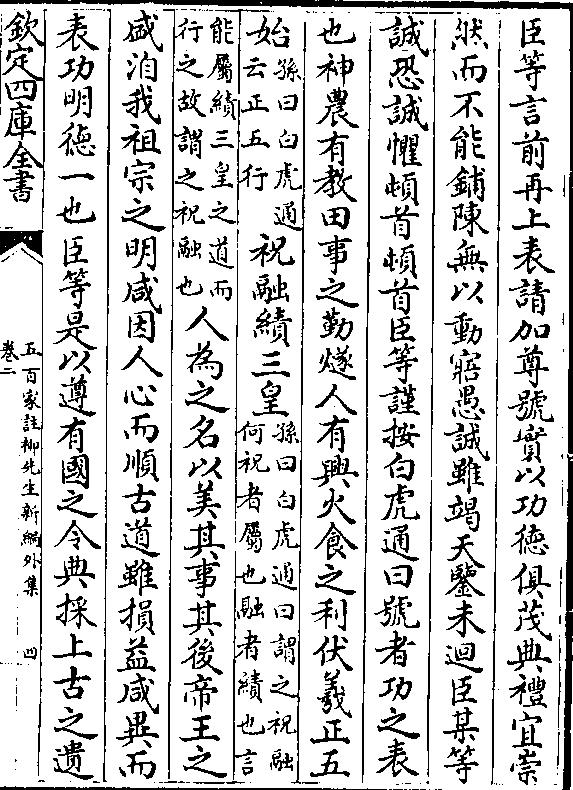 臣等言前再上表請加尊號實以功德俱茂典禮宜崇
然而不能鋪陳無以動寤愚誠雖竭天鑒未迴臣某等
誠恐誠懼頓首頓首臣等謹按白虎通曰號者功之表
也神農有教田事之勤燧人有興火食之利伏羲正五
始孫曰白虎通
云正五行
祝融續三皇
孫曰白虎通曰謂之祝融
何祝者屬也融者續也言
能屬續三皇之道而
行之故謂之祝融也
人為之名以美其事其後帝王之
盛洎我祖宗之明咸因人心而順古道雖損益咸異而
表功明德一也臣等是以遵有國之令典採上古之遺
欽定四庫全書
五百家註柳先生新編外集
卷二
四